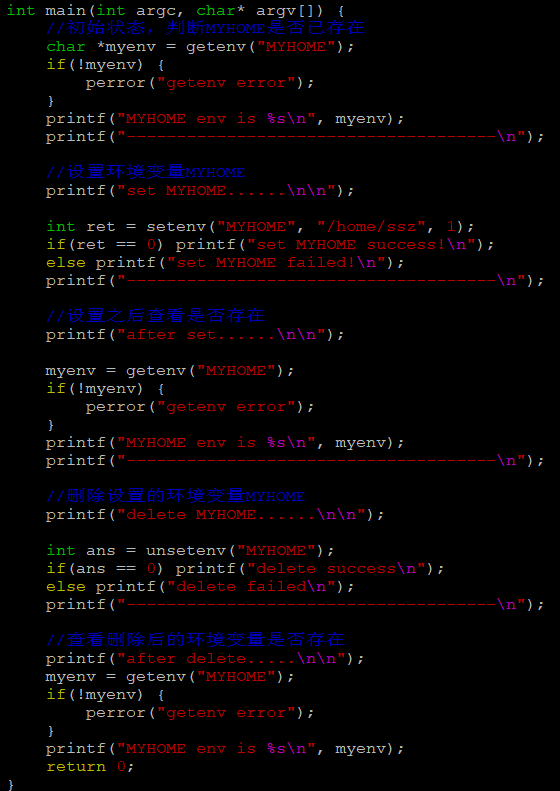 int main(int argc, char* argv[]) {
    //初始状态，判断MYHOME是否已存在
    char *myenv = getenv("MYHOME");
    if(!myenv) {
        perror("getenv error");
    }
    printf("MYHOME env is %s\n", myenv);
    printf("--------------------------------------\n");

    //设置环境变量MYHOME
    printf("set MYHOME......\n\n");

    int ret = setenv("MYHOME", "/home/ssz", 1);
    if(ret == 0) printf("set MYHOME success!\n");
    else printf("set MYHOME failed!\n");
    printf("--------------------------------------\n");

    //设置之后查看是否存在
    printf("after set......\n\n");

    myenv = getenv("MYHOME");
    if(!myenv) {
        perror("getenv error");
    }
    printf("MYHOME env is %s\n", myenv);
    printf("--------------------------------------\n");

    //删除设置的环境变量MYHOME
    printf("delete MYHOME......\n\n");

    int ans = unsetenv("MYHOME");
    if(ans == 0) printf("delete success\n");
    else printf("delete failed\n");
    printf("--------------------------------------\n");

    //查看删除后的环境变量是否存在
    printf("after delete.....\n\n");
    myenv = getenv("MYHOME");
    if(!myenv) {
        perror("getenv error");
    }
    printf("MYHOME env is %s\n", myenv);
    return 0;
}